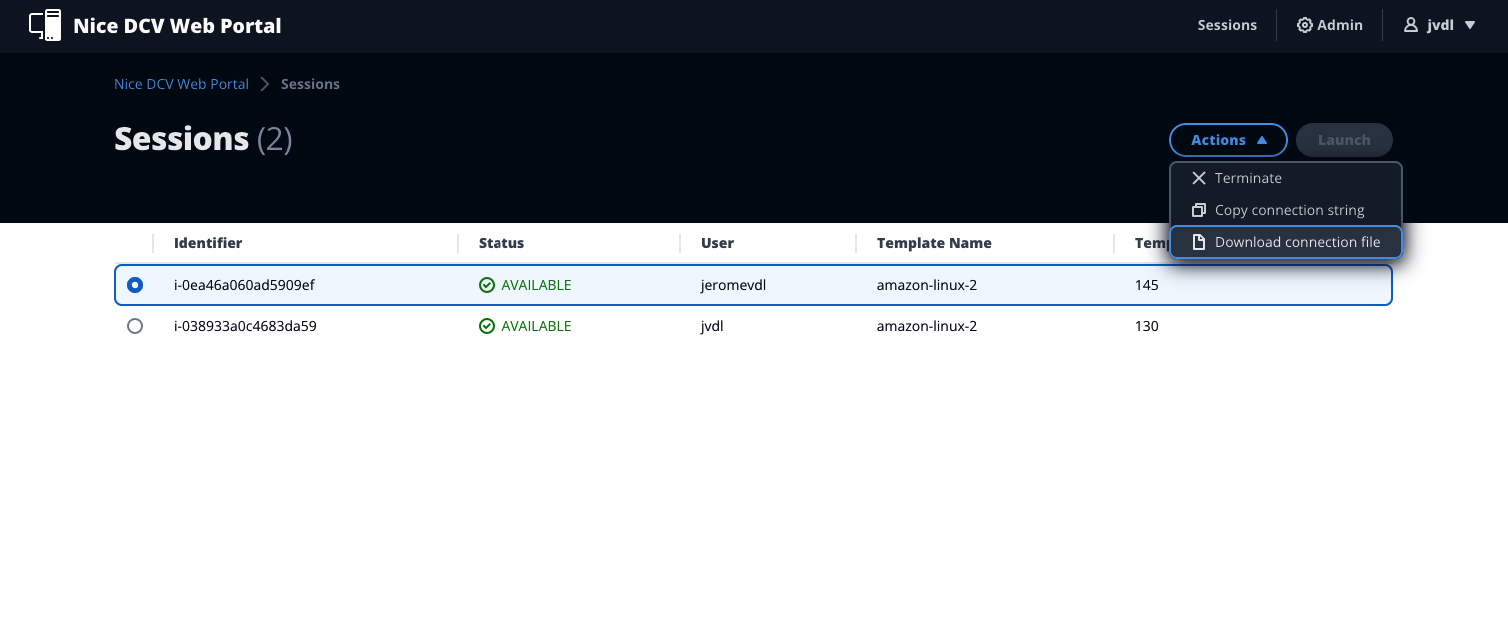 Nice DCV Web Portal Sessions Admin jvdl
Nice DCV Web Portal Sessions
Sessions (2) Actions Launch
Terminate
Copy connection string
Download connection file
Identifier Status User Template Name Temp
i-0ea46a060ad5909ef AVAILABLE jeromevdl amazon-linux-2 145
i-038933a0c4683da59 AVAILABLE jvdl amazon-linux-2 130